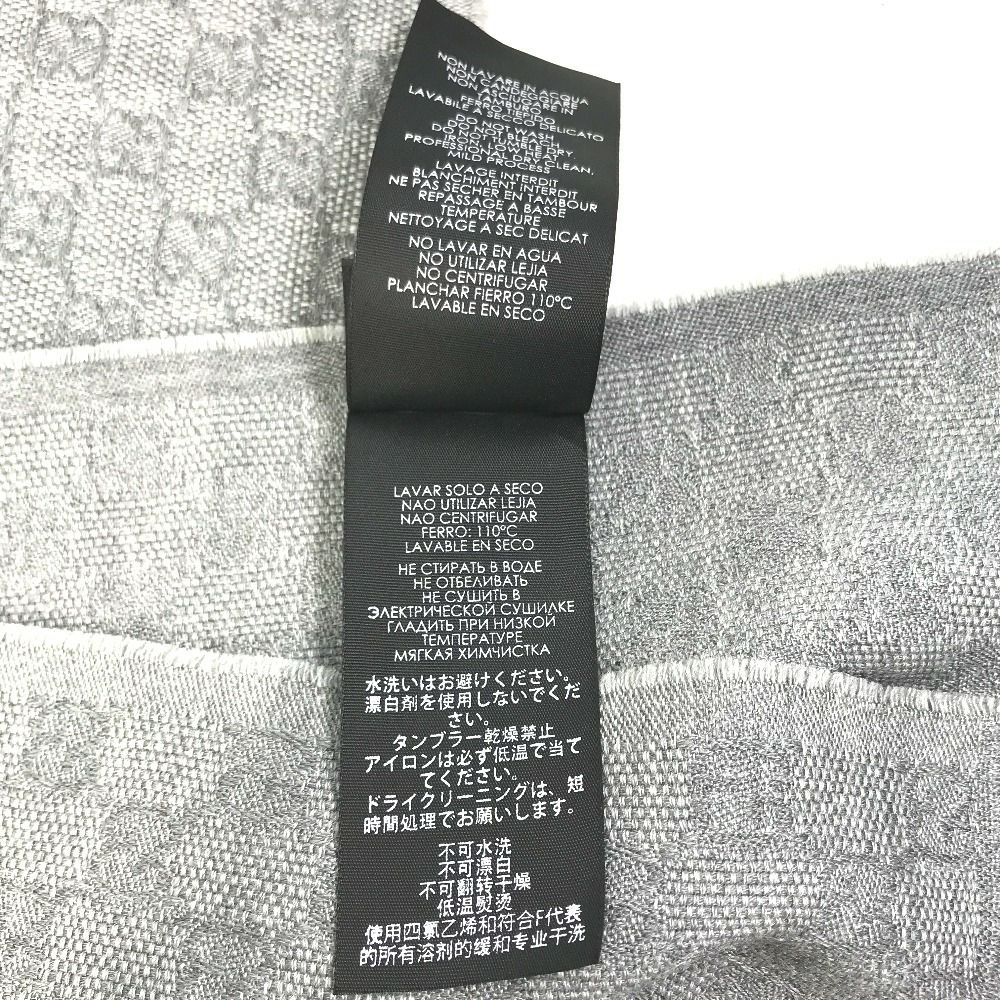 NON LAVARE IN ACQUA
NON CANDEGGIARE
NON ASCIUGARE IN
TAMBURO
FERRO TIEPIDO
LAVABILE A SECCO DELICATO
DO NOT WASH
DO NOT BLEACH
DO NOT TUMBLE DRY
IRON, LOW HEAT
PROFESSIONAL DRY CLEAN,
MILD PROCESS
LAVAGE INTERDIT
BLANCHIMENT INTERDIT
NE PAS SECHER EN TAMBOUR
REPASSAGE A BASSE
TEMPERATURE
NETTOYAGE A SEC DELICAT
NO LAVAR EN AGUA
NO UTILIZAR LEJIA
NO CENTRIFUGAR
PLANCHAR FIERRO 110°C
LAVABLE EN SECO
LAVAR SOLO A SECO
NAO UTILIZAR LEJIA
NAO CENTRIFUGAR
FERRO: 110°C
LAVABLE EN SECO
НЕ СТИРАТЬ В ВОДЕ
НЕ ОТБЕЛИВАТЬ
НЕ СУШИТЬ В
ЭЛЕКТРИЧЕСКОЙ СУШИЛКЕ
ГЛАДИТЬ ПРИ НИЗКОЙ
ТЕМПЕРАТУРЕ
МЯГКАЯ ХИМЧИСТКА
水洗いはお避けください。
漂白剤を使用しないでくだ
さい。
タンブラー乾燥禁止
アイロンは必ず低温で当て
てください。
ドライクリーニングは、短
時間処理でお願いします。
不可水洗
不可漂白
不可翻转干燥
低温熨烫
使用四氯乙烯和符合F代表
的所有溶剂的缓和专业干洗